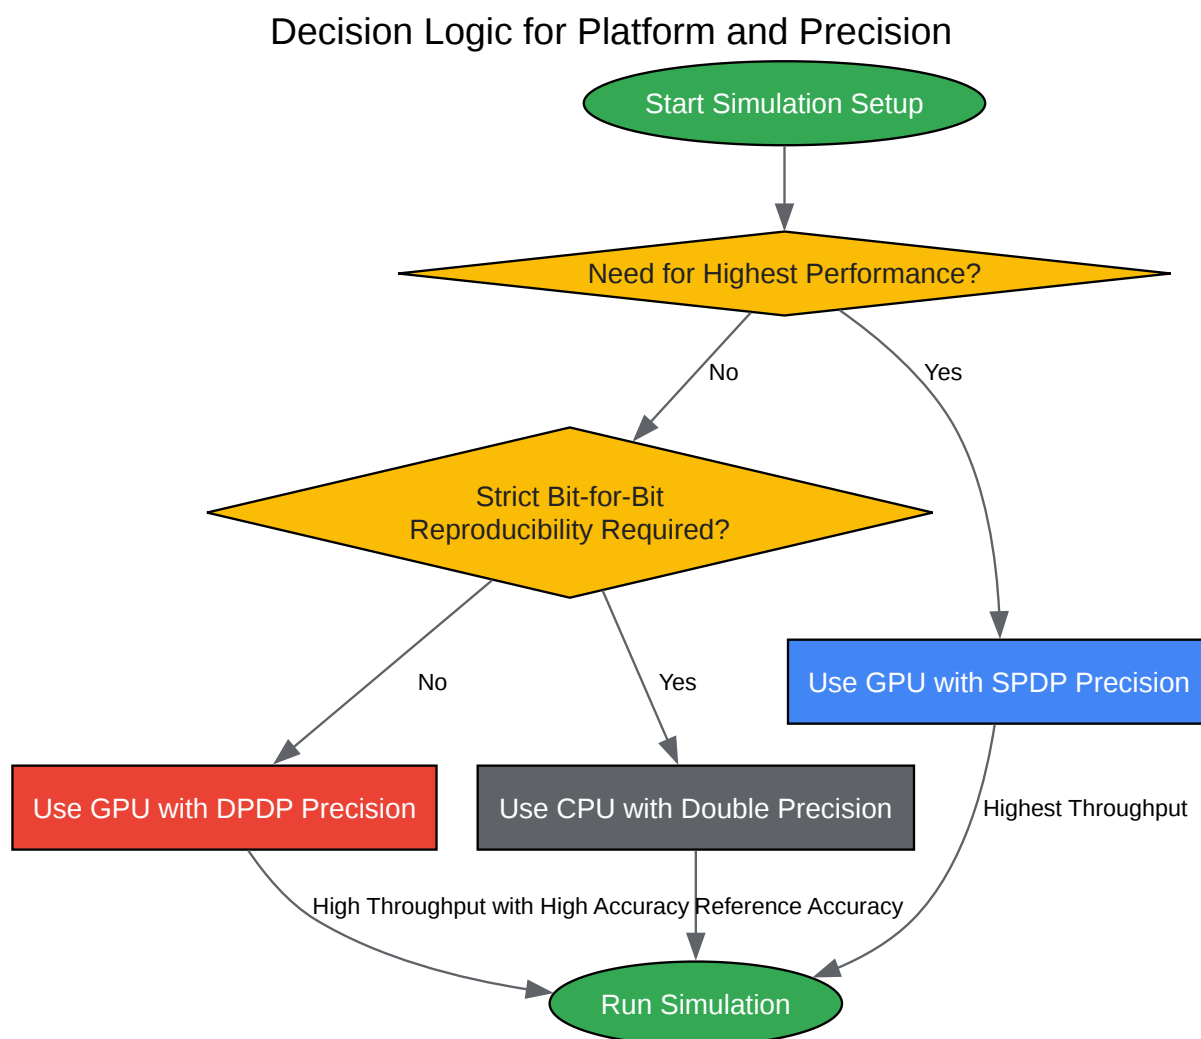 Decision Logic for Platform and Precision
Start Simulation Setup
Need for Highest Performance?
No
Yes
Strict Bit-for-Bit
Reproducibility Required?
No
Yes
Use GPU with SPDP Precision
Use GPU with DPDP Precision
Use CPU with Double Precision
Highest Throughput
High Throughput with High Accuracy
Reference Accuracy
Run Simulation